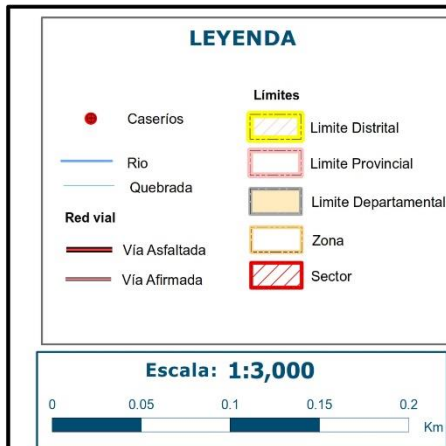 LEYENDA
Caseríos
Rio
Quebrada
Red vial
Vía Asfaltada
Vía Afirmada
Límites
Limite Distrital
Limite Provincial
Limite Departamental
Zona
Sector
Escala: 1:3,000
0 0.05 0.1 0.15 0.2
Km